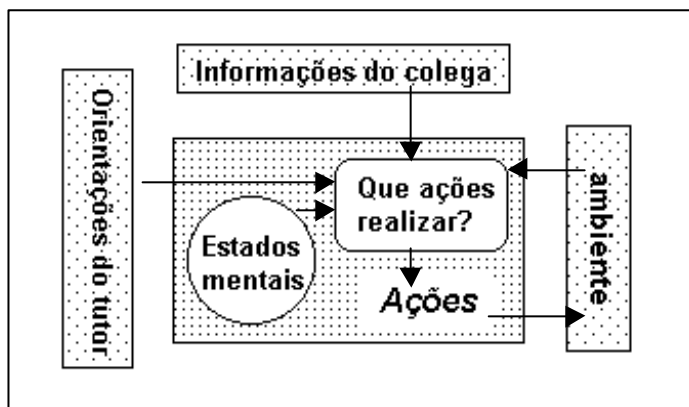 Informações do colega
Orientações do tutor
Que ações
realizar?
Estados
mentais
Ações
ambiente